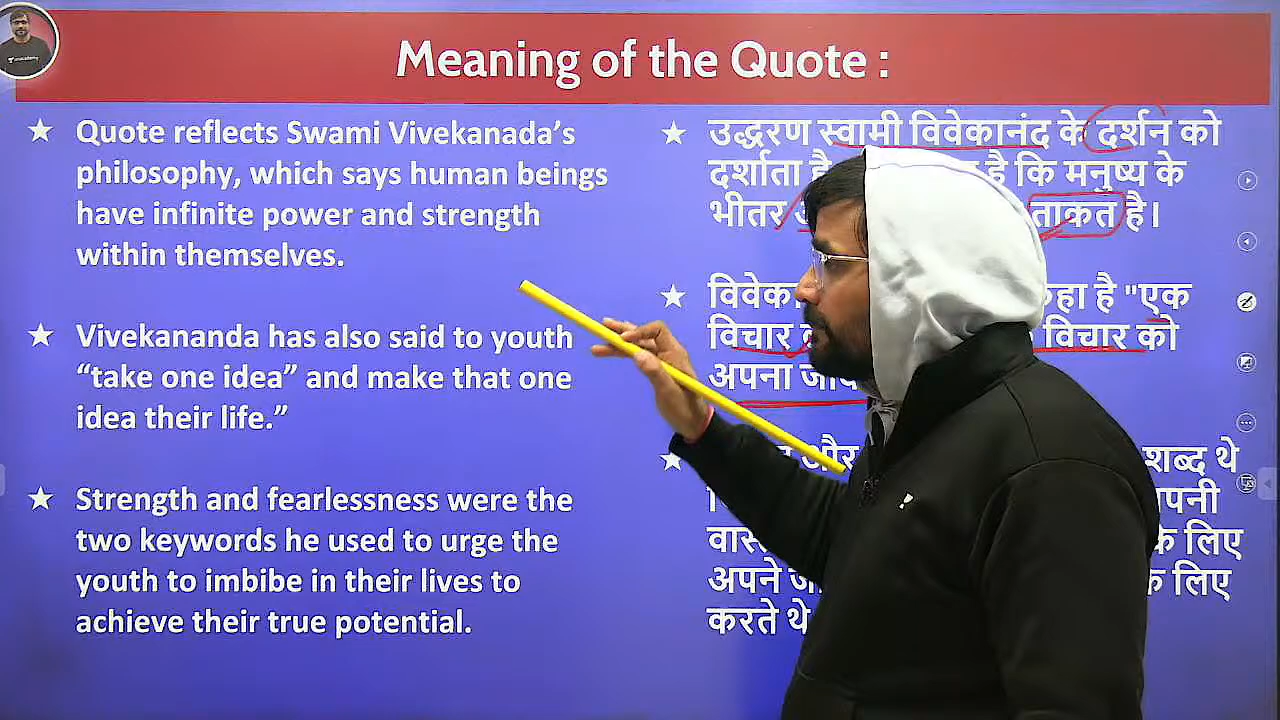 Meaning of the Quote :
★ Quote reflects Swami Vivekanada’s
philosophy, which says human beings
have infinite power and strength
within themselves.
★ Vivekananda has also said to youth
“take one idea” and make that one
idea their life.”
★ Strength and fearlessness were the
two keywords he used to urge the
youth to imbibe in their lives to
achieve their true potential.
★ उद्धरण स्वामी विवेकानंद के दर्शन को
दर्शाता है कि मनुष्य के
भीतर ताकत है।
★ है "एक
विचार विचार को
अपना
★ और शब्द थे
के लिए
अपने के लिए
करते थे